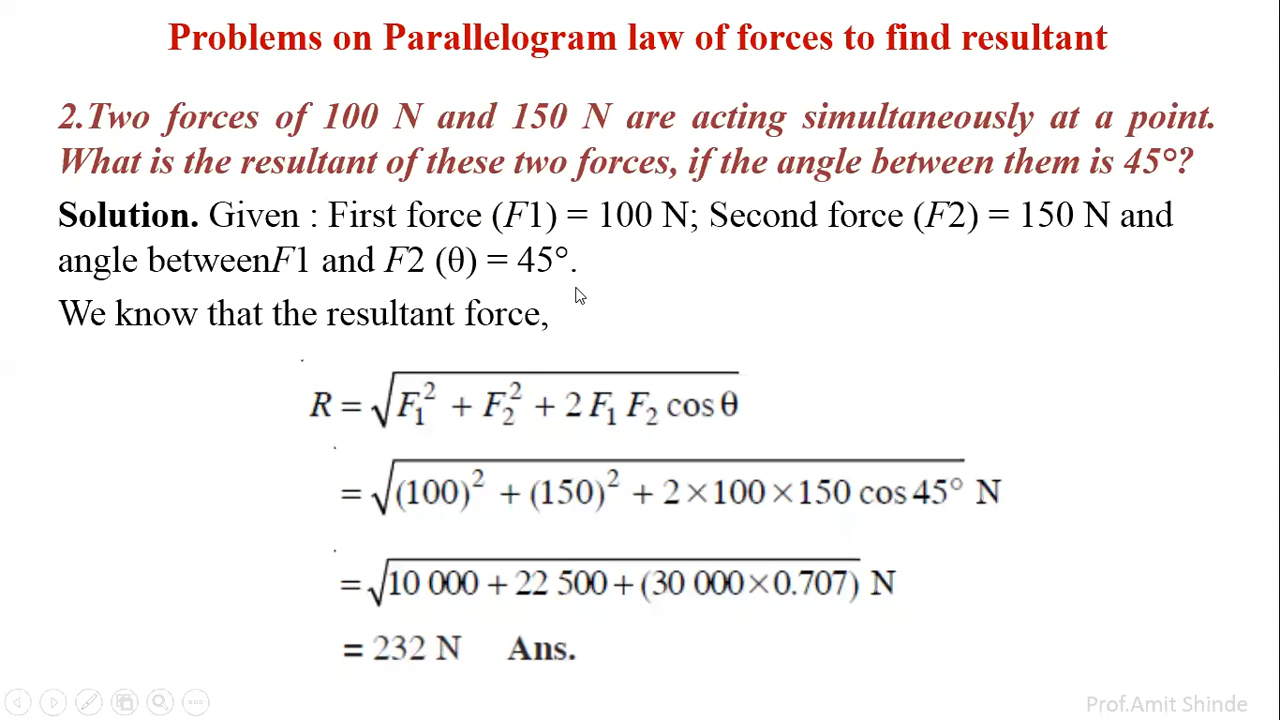 Problems on Parallelogram law of forces to find resultant
2.Two forces of 100 N and 150 N are acting simultaneously at a point.
What is the resultant of these two forces, if the angle between them is 45°?
Solution. Given : First force (F1) = 100 N; Second force (F2) = 150 N and
angle betweenF1 and F2 (θ) = 45°.
We know that the resultant force,
R = √(F₁² + F₂² + 2 F₁ F₂ cos θ)
= √((100)² + (150)² + 2×100×150 cos 45°) N
= √(10 000 + 22 500 + (30 000×0.707)) N
= 232 N Ans.
Prof.Amit Shinde